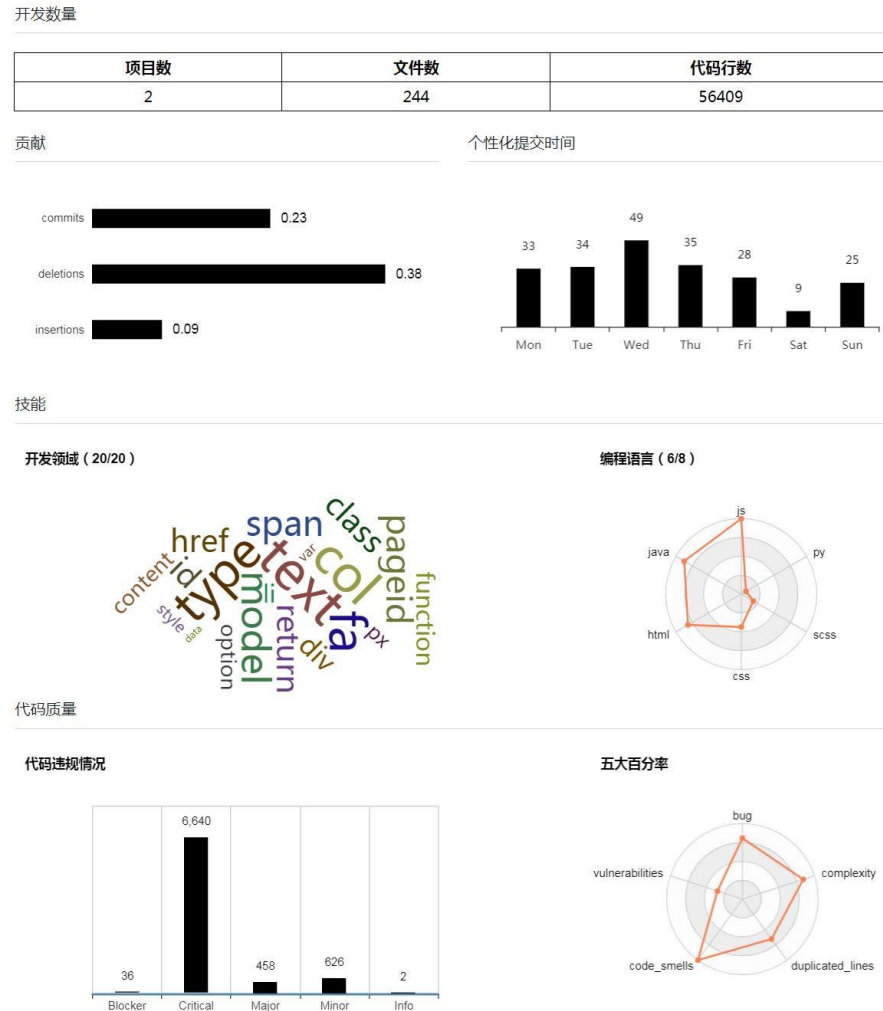 开发数量
项目数 文件数 代码行数
2 244 56409
贡献
commits 0.23
deletions 0.38
insertions 0.09
个性化提交时间
33 34 49 35 28 9 25
Mon Tue Wed Thu Fri Sat Sun
技能
开发领域（20/20）
class
span
pageid
href
var
col
text
type
content
id
function
li
model
fa
px
style
data
return
div
option
编程语言（6/8）
js
java
py
html
scss
css
代码质量
代码违规情况
36 6,640 458 626 2
Blocker Critical Major Minor Info
五大百分率
bug
vulnerabilities
complexity
code_smells
duplicated_lines